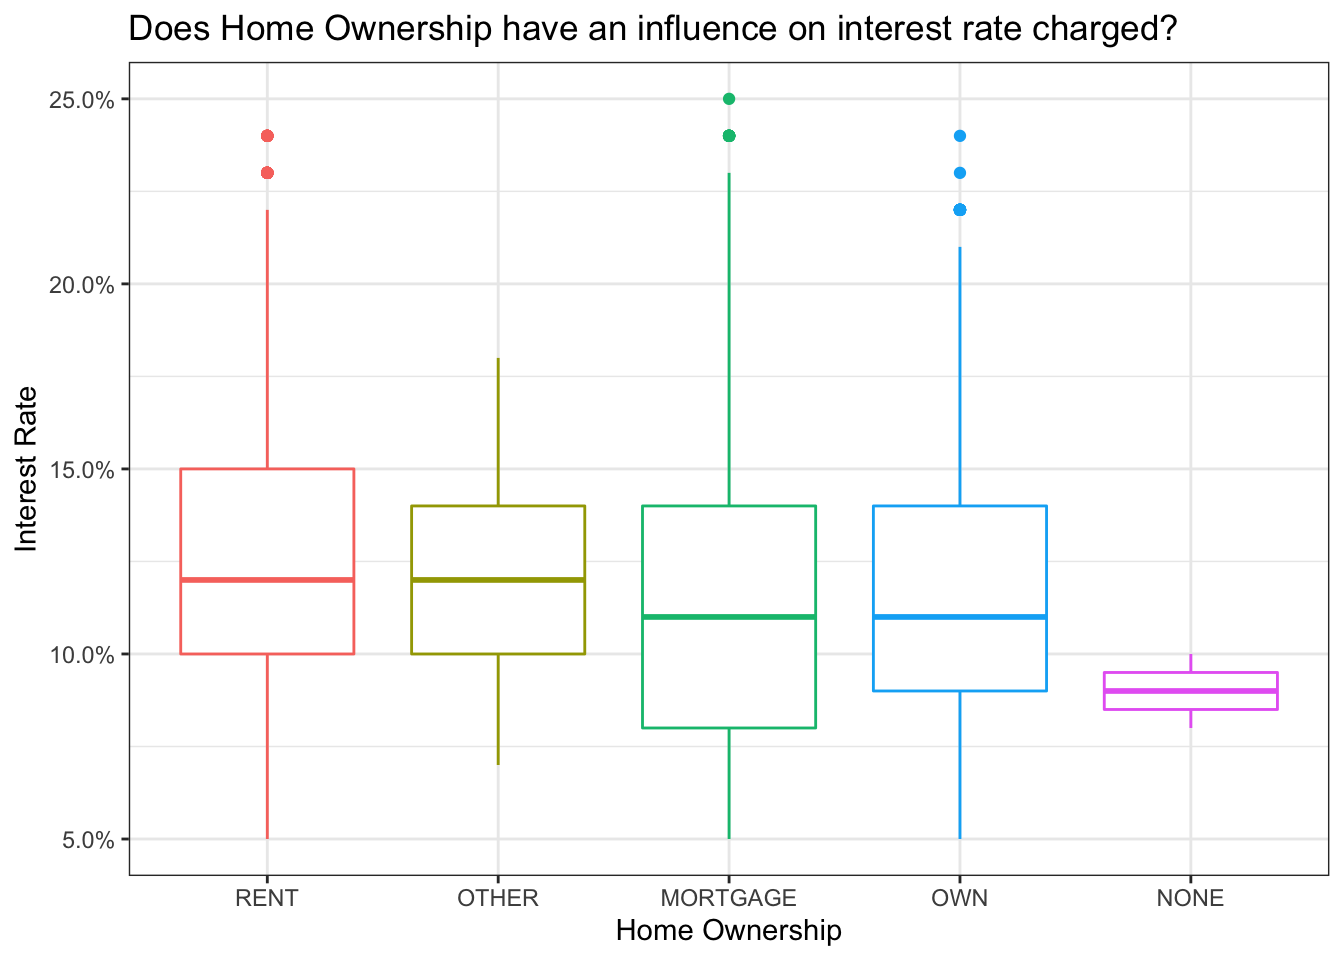 Does Home Ownership have an influence on interest rate charged?
25.0%
20.0%
15.0%
10.0%
5.0%
Interest Rate
RENT OTHER MORTGAGE OWN NONE
Home Ownership